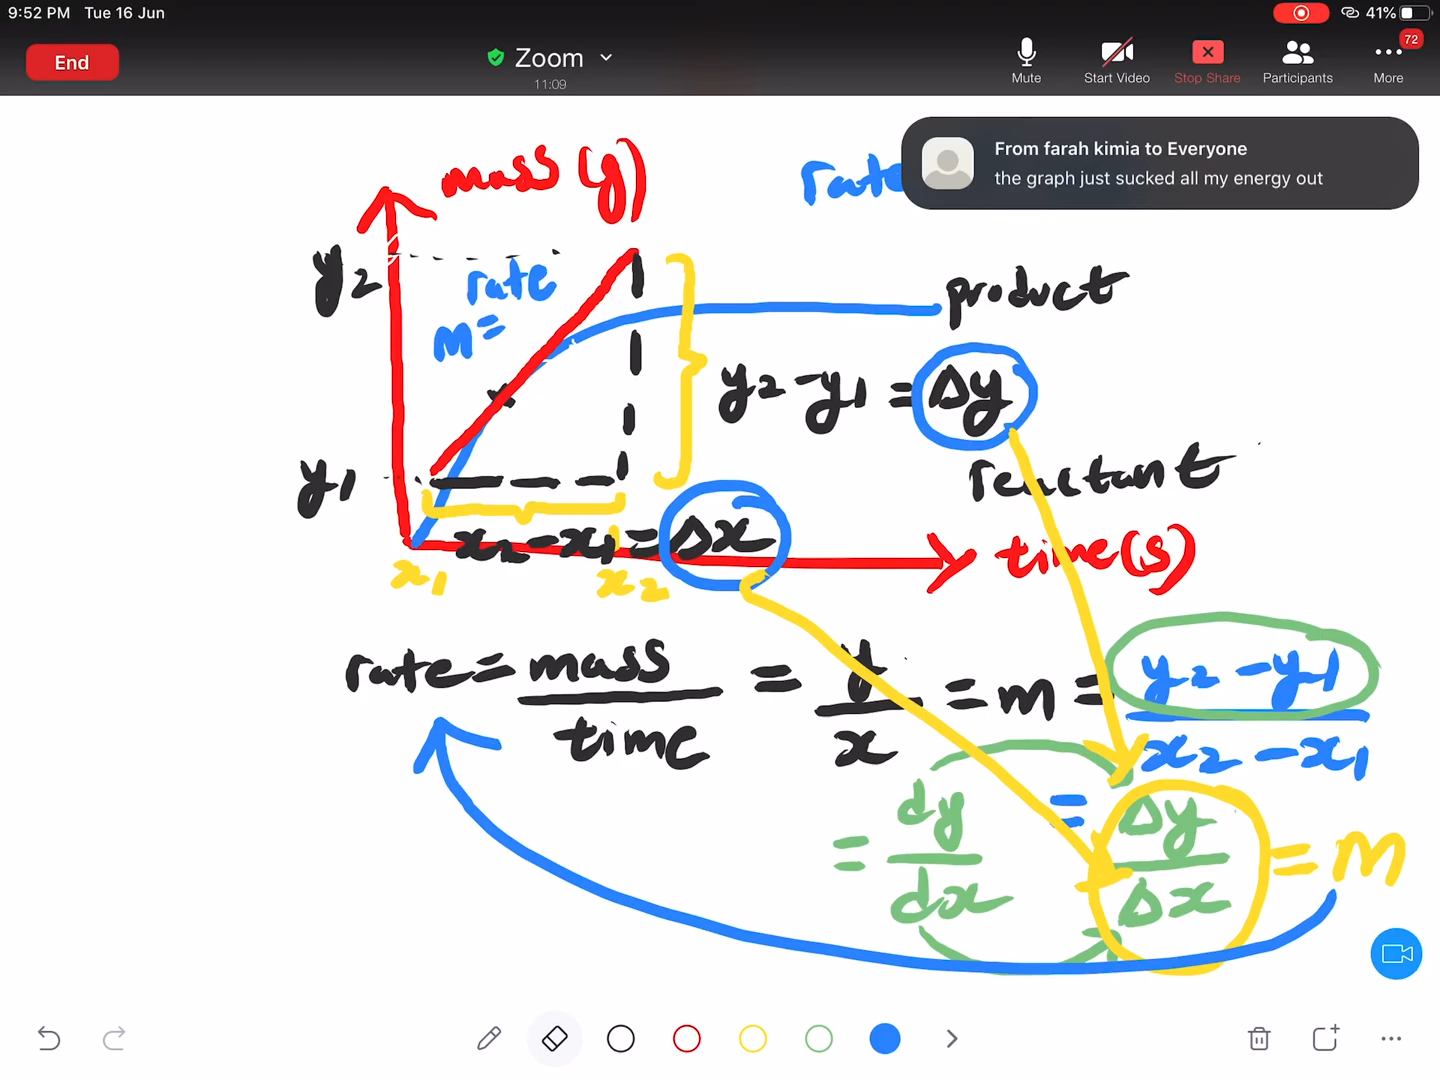 9:52 PM Tue 16 Jun
41%
End
Zoom
11:09
Mute
Start Video
Stop Share
Participants
72
More
From farah kimia to Everyone
the graph just sucked all my energy out
mass (y)
rate
y2
rate
m =
product
y2 - y1 = Δy
reactant
y1
x2 - x1 = Δx
time(s)
x1
x2
rate = mass/time = y/x = m = y2 - y1/x2 - x1
= dy/dx = Δy/Δx = m